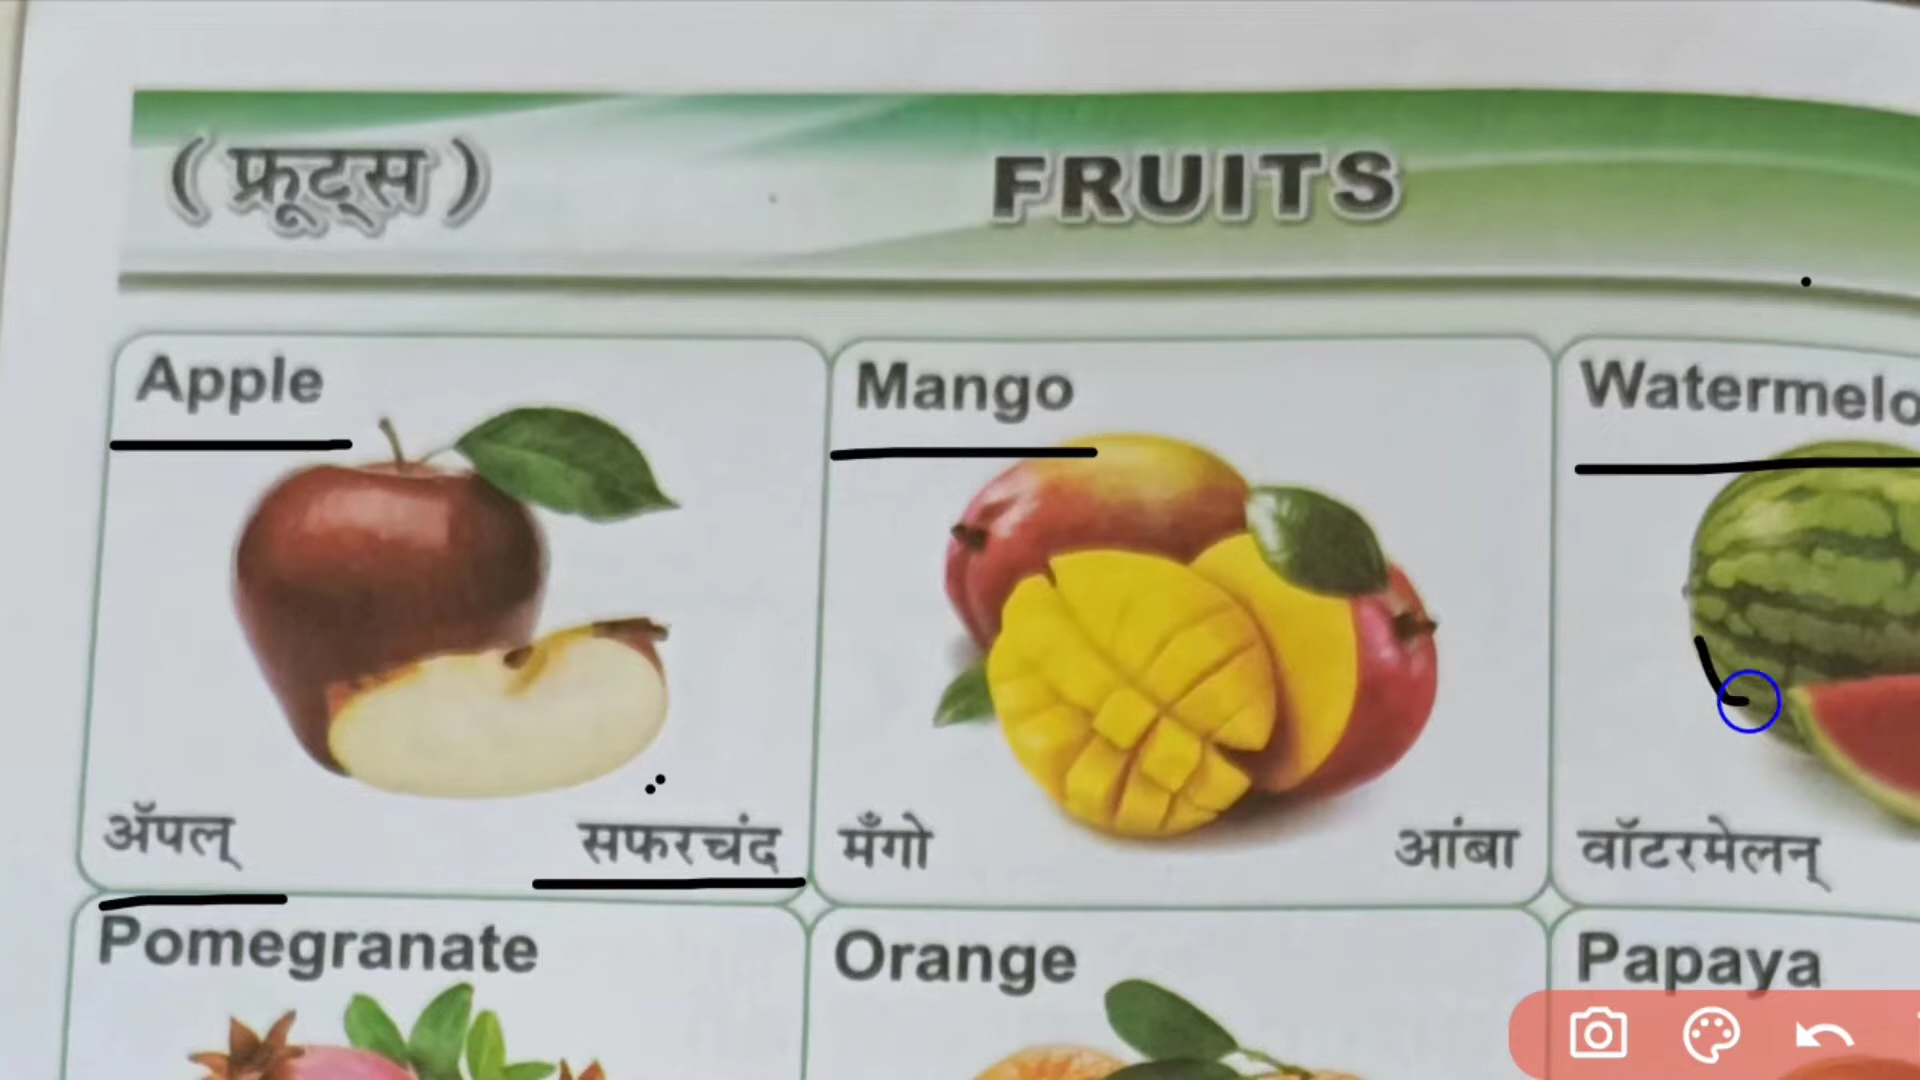 ( फ्रूट्स ) FRUITS
Apple Mango Watermelo
ॲपल् सफरचंद मँगो आंबा वॉटरमेलन्
Pomegranate Orange Papaya